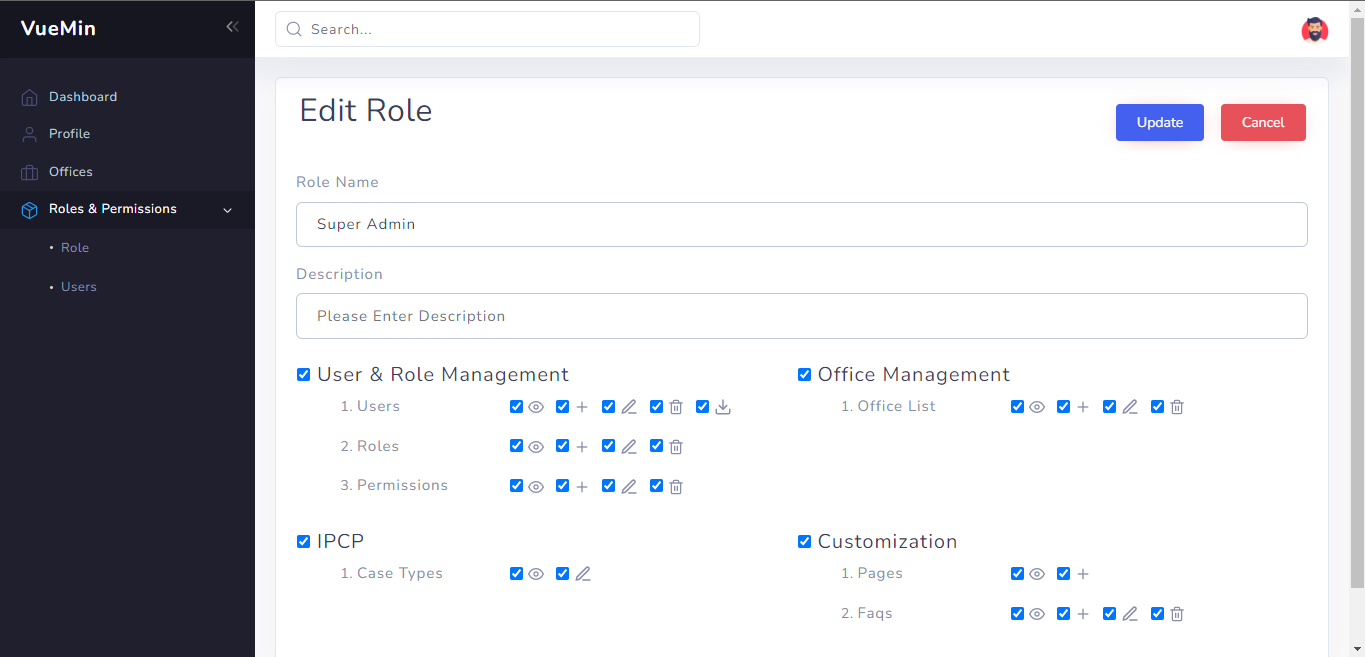 VueMin
Search...
Dashboard
Profile
Offices
Roles & Permissions
Role
Users
Edit Role
Update
Cancel
Role Name
Super Admin
Description
Please Enter Description
User & Role Management
1. Users
2. Roles
3. Permissions
Office Management
1. Office List
IPCP
1. Case Types
Customization
1. Pages
2. Faqs